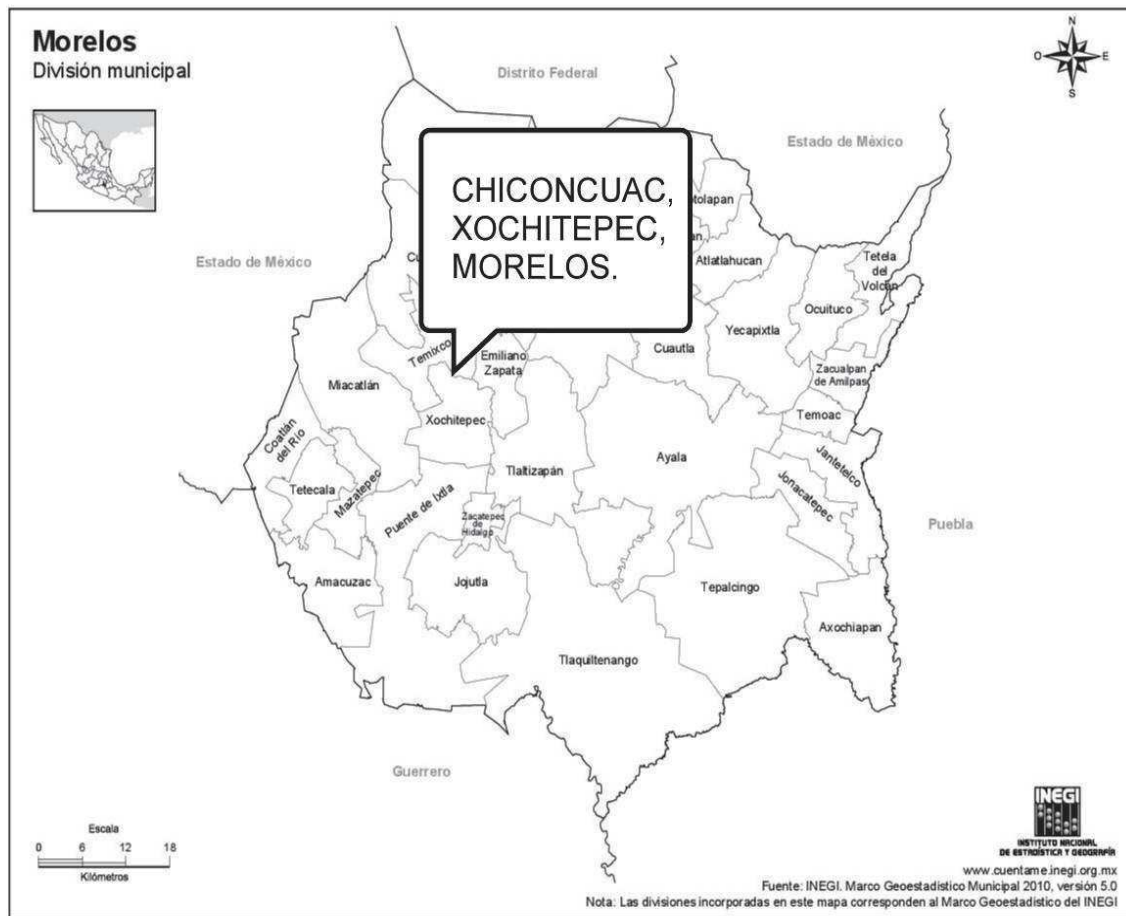 Morelos
División municipal
N
O
E
S
Distrito Federal
Estado de México
CHICONCUAC,
XOCHITEPEC,
MORELOS.
Atlatlahucan
Estado de México
Tetela
del
Volcán
Ocuituco
Yecapixtla
Cuautla
Temixco
Emiliano
Zapata
Zacualpan
de Amilpas
Miacatlán
Temoac
Xochitepec
Coatlán
del Río
Jantetelco
Ayala
Tlaltizapán
Jonacatepec
Tetecala
Mazatepec
Puente de Ixtla
Zacatepec
de
Hidalgo
Puebla
Amacuzac
Jojutla
Tepalcingo
Axochiapan
Tlaquiltenango
Guerrero
Escala
0 6 12 18
Kilómetros
INEGI
INSTITUTO NACIONAL
DE ESTADÍSTICA Y GEOGRAFÍA
www.cuentame.inegi.org.mx
Fuente: INEGI. Marco Geoestadístico Municipal 2010, versión 5.0
Nota: Las divisiones incorporadas en este mapa corresponden al Marco Geoestadístico del INEGI